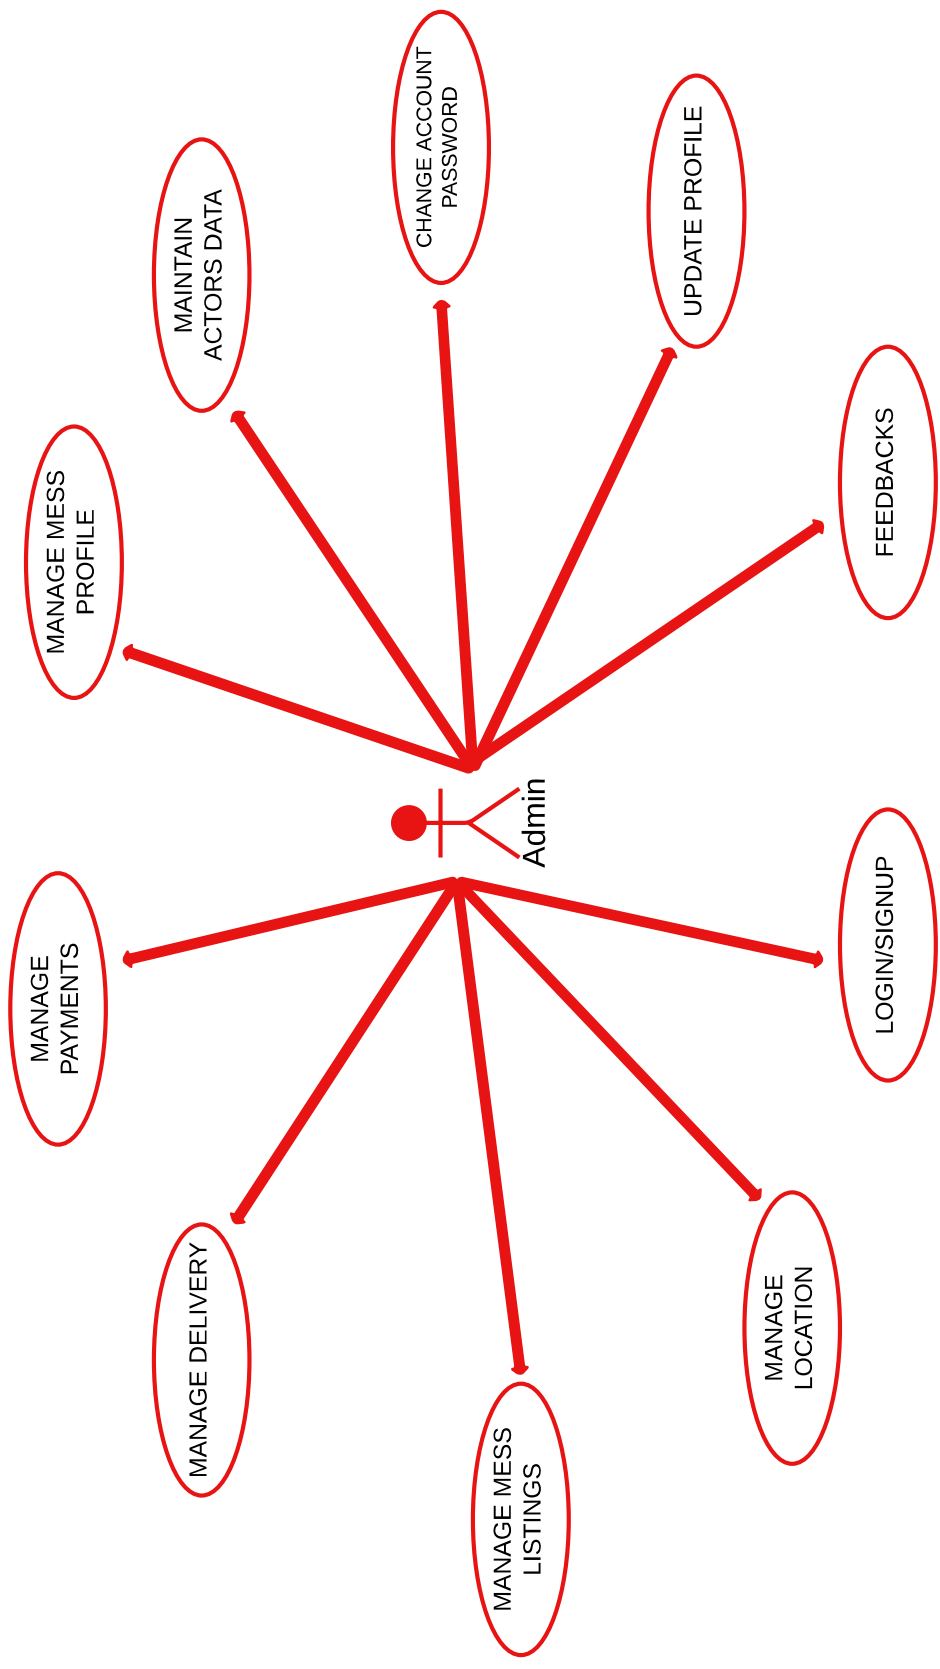 MANAGE
PAYMENTS
MANAGE MESS
PROFILE
MANAGE DELIVERY
MAINTAIN
ACTORS DATA
CHANGE ACCOUNT
PASSWORD
Admin
MANAGE MESS
LISTINGS
UPDATE PROFILE
MANAGE
LOCATION
LOGIN/SIGNUP
FEEDBACKS